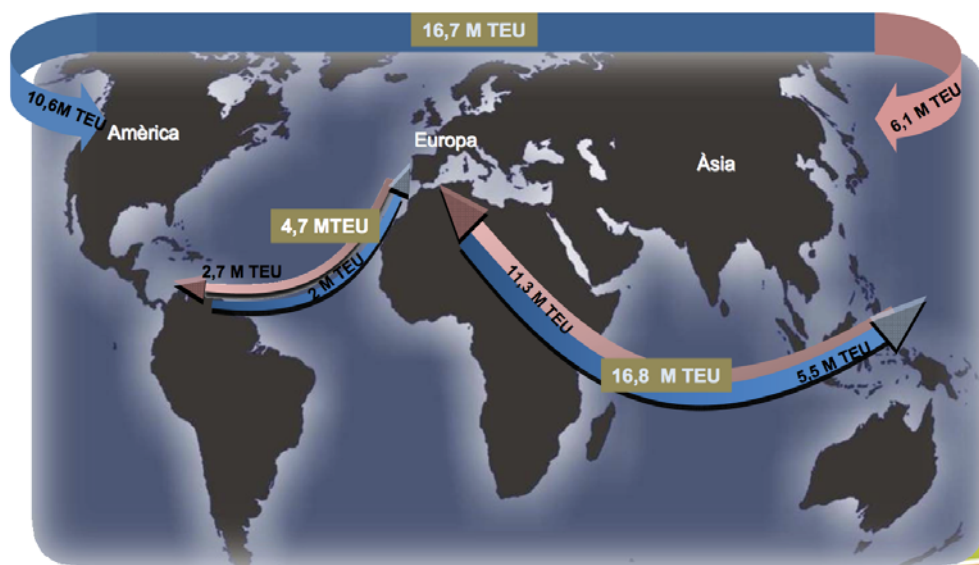 16,7 M TEU
10,6M TEU
6,1 M TEU
Amèrica
Europa
Àsia
4,7 MTEU
2,7 M TEU
2 M TEU
11,3 M TEU
16,8 M TEU
5,5 M TEU